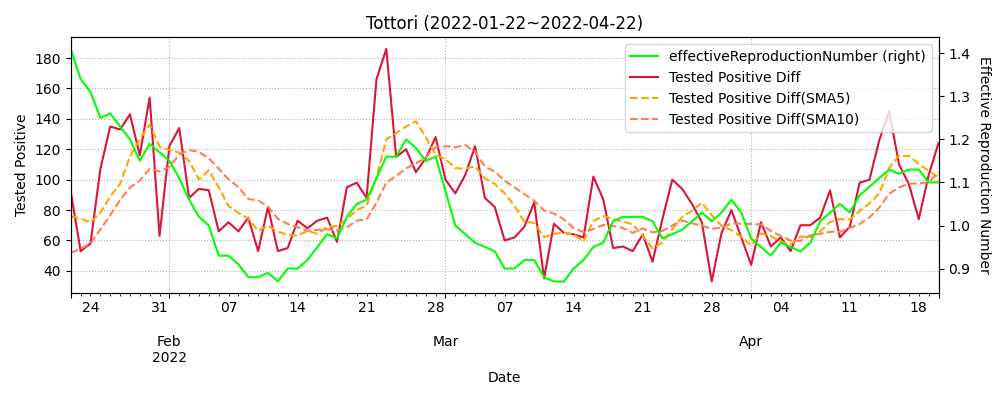 Tottori (2022-01-22~2022-04-22)
effectiveReproductionNumber (right)
Tested Positive Diff
Tested Positive Diff(SMA5)
Tested Positive Diff(SMA10)
Tested Positive
180
160
140
120
100
80
60
40
1.4
1.3
1.2
1.1
1.0
0.9
Effective Reproduction Number
24 31 07 14 21 28 07 14 21 28 04 11 18
Feb Mar Apr
2022
Date